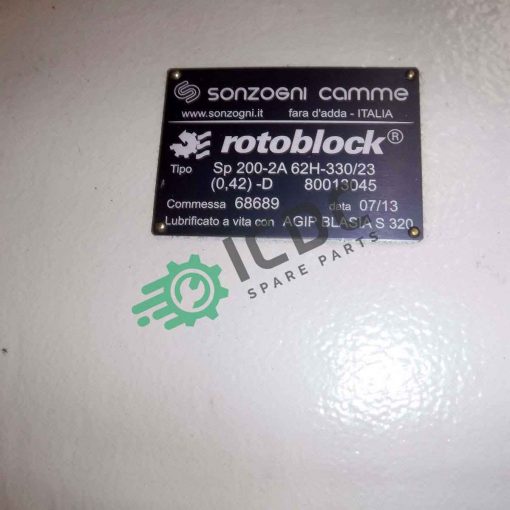 SONZOGNI camme
www.sonzogni.it fara d'adda - ITALIA
rotoblock®
Tipo Sp 200-2A 62H-330/23
(0,42) -D 80013045
Commessa 68689 data 07/13
Lubrificato a vita con AGIP BLASIA S 320
ICDC
SPARE PARTS